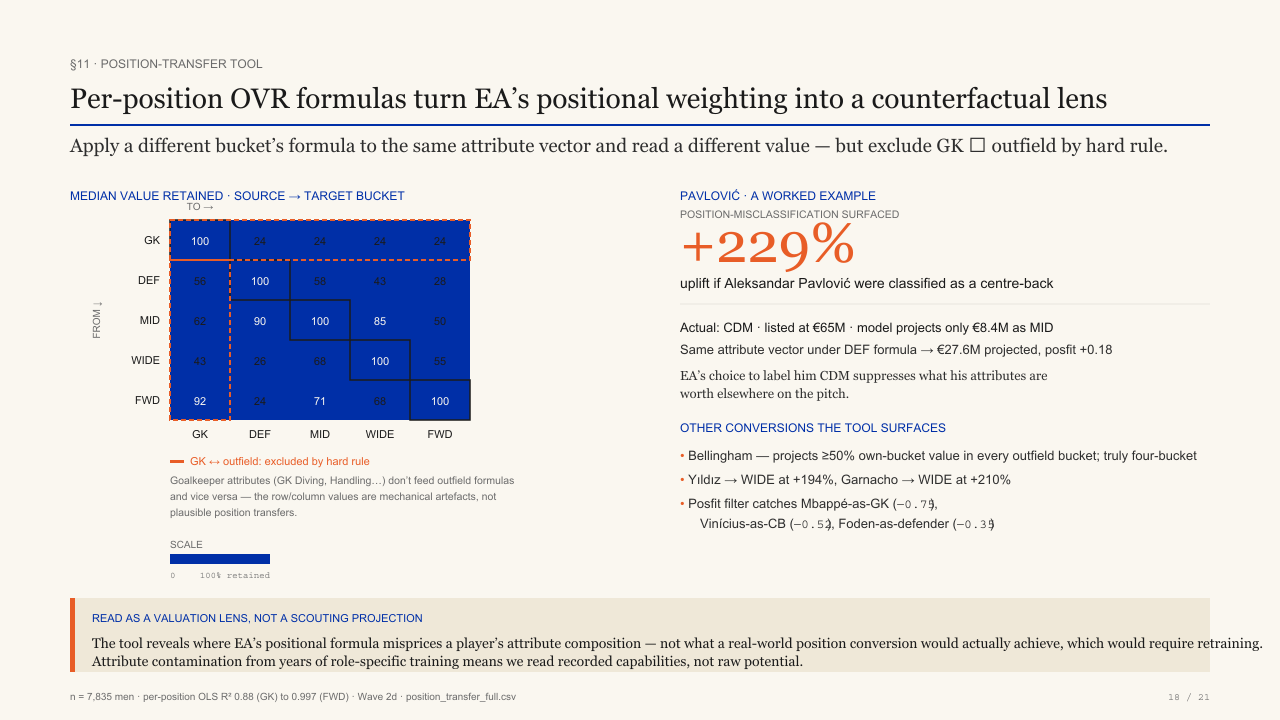 §11 · POSITION-TRANSFER TOOL
Per-position OVR formulas turn EA’s positional weighting into a counterfactual lens
Apply a different bucket’s formula to the same attribute vector and read a different value — but exclude GK ☐ outfield by hard rule.
MEDIAN VALUE RETAINED · SOURCE → TARGET BUCKET
TO →
FROM ↓
GK 100 24 24 24 24
DEF 56 100 58 43 28
MID 62 90 100 85 50
WIDE 43 26 68 100 55
FWD 92 24 71 68 100
GK DEF MID WIDE FWD
GK ↔ outfield: excluded by hard rule
Goalkeeper attributes (GK Diving, Handling…) don’t feed outfield formulas
and vice versa — the row/column values are mechanical artefacts, not
plausible position transfers.
SCALE
0 100% retained
PAVLOVIĆ · A WORKED EXAMPLE
POSITION-MISCLASSIFICATION SURFACED
+229%
uplift if Aleksandar Pavlović were classified as a centre-back
Actual: CDM · listed at €65M · model projects only €8.4M as MID
Same attribute vector under DEF formula → €27.6M projected, posfit +0.18
EA’s choice to label him CDM suppresses what his attributes are
worth elsewhere on the pitch.
OTHER CONVERSIONS THE TOOL SURFACES
• Bellingham — projects ≥50% own-bucket value in every outfield bucket; truly four-bucket
• Yıldız → WIDE at +194%, Garnacho → WIDE at +210%
• Posfit filter catches Mbappé-as-GK (−0.79),
Vinícius-as-CB (−0.52), Foden-as-defender (−0.39)
READ AS A VALUATION LENS, NOT A SCOUTING PROJECTION
The tool reveals where EA’s positional formula misprices a player’s attribute composition — not what a real-world position conversion would actually achieve, which would require retraining.
Attribute contamination from years of role-specific training means we read recorded capabilities, not raw potential.
n = 7,835 men · per-position OLS R² 0.88 (GK) to 0.997 (FWD) · Wave 2d · position_transfer_full.csv
18 / 21